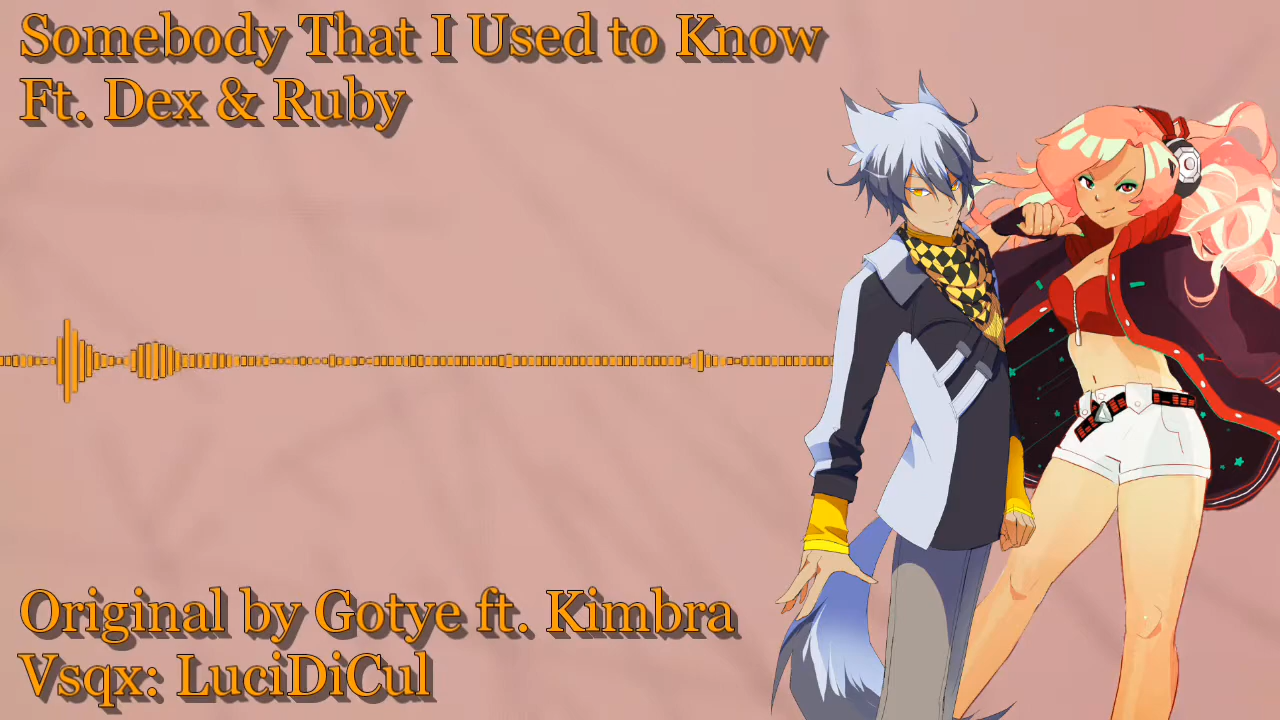 Somebody That I Used to Know
Ft. Dex & Ruby
Original by Gotye ft. Kimbra
Vsqx: LuciDiCul